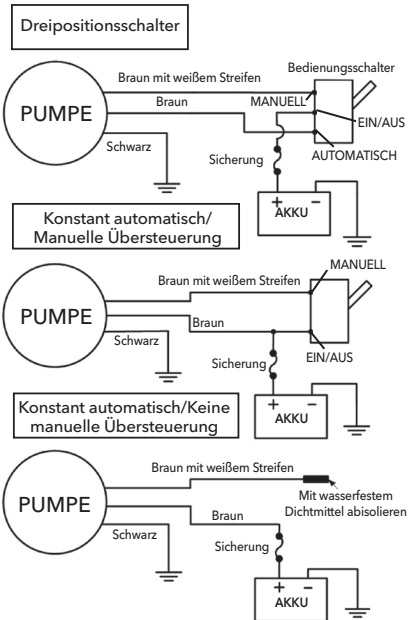 Dreipositionsschalter
Bedienungsschalter
Braun mit weißem Streifen
MANUELL
PUMPE
Braun
EIN/AUS
Schwarz
AUTOMATISCH
Sicherung
+ −
AKKU
Konstant automatisch/
Manuelle Übersteuerung
MANUELL
Braun mit weißem Streifen
PUMPE
Braun
Schwarz
EIN/AUS
Sicherung
+ −
AKKU
Konstant automatisch/Keine
manuelle Übersteuerung
Braun mit weißem Streifen
PUMPE
Mit wasserfestem
Dichtmittel abisolieren
Braun
Schwarz
Sicherung
+ −
AKKU